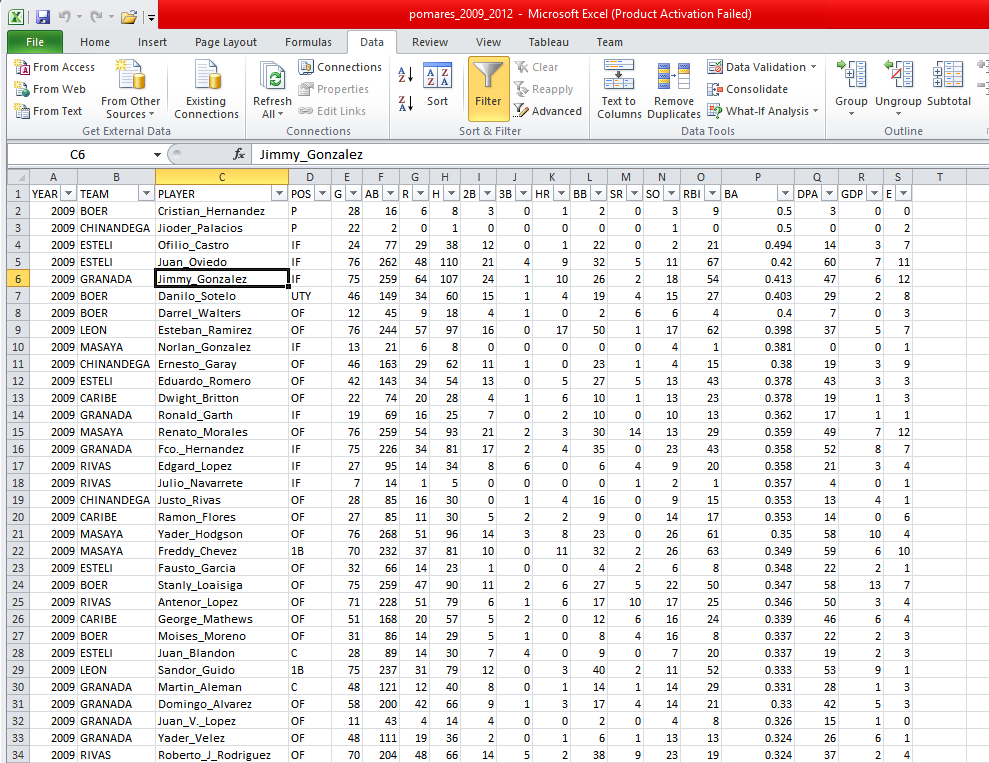 pomares_2009_2012 - Microsoft Excel (Product Activation Failed)
File Home Insert Page Layout Formulas Data Review View Tableau Team
From Access
From Web
From Text
From Other Sources
Existing Connections
Get External Data
Refresh All
Connections
Properties
Edit Links
Connections
Sort
Filter
Clear
Reapply
Advanced
Sort & Filter
Text to Columns
Remove Duplicates
Data Validation
Consolidate
What-If Analysis
Data Tools
Group
Ungroup
Subtotal
Outline
C6 fx Jimmy_Gonzalez
A B C D E F G H I J K L M N O P Q R S T
1 YEAR TEAM PLAYER POS G AB R H 2B 3B HR BB SR SO RBI BA DPA GDP E
2 2009 BOER Cristian_Hernandez P 28 16 6 8 3 0 1 2 0 3 9 0.5 3 0 0
3 2009 CHINANDEGA Jioder_Palacios P 22 2 0 1 0 0 0 0 0 1 0 0.5 0 0 2
4 2009 ESTELI Ofilio_Castro IF 24 77 29 38 12 0 1 22 0 2 21 0.494 14 3 7
5 2009 ESTELI Juan_Oviedo IF 76 262 48 110 21 4 9 32 5 11 67 0.42 60 7 11
6 2009 GRANADA Jimmy_Gonzalez IF 75 259 64 107 24 1 10 26 2 18 54 0.413 47 6 12
7 2009 BOER Danilo_Sotelo UTY 46 149 34 60 15 1 4 19 4 15 27 0.403 29 2 8
8 2009 BOER Darrel_Walters OF 12 45 9 18 4 1 0 2 6 6 4 0.4 7 0 3
9 2009 LEON Esteban_Ramirez OF 76 244 57 97 16 0 17 50 1 17 62 0.398 37 5 7
10 2009 MASAYA Norlan_Gonzalez IF 13 21 6 8 0 0 0 0 0 4 1 0.381 0 0 1
11 2009 CHINANDEGA Ernesto_Garay OF 46 163 29 62 11 1 0 23 1 4 15 0.38 19 3 9
12 2009 ESTELI Eduardo_Romero OF 42 143 34 54 13 0 5 27 5 13 43 0.378 43 3 3
13 2009 CARIBE Dwight_Britton OF 22 74 20 28 4 1 6 10 1 13 23 0.378 19 1 3
14 2009 GRANADA Ronald_Garth IF 19 69 16 25 7 0 2 10 0 10 13 0.362 17 1 1
15 2009 MASAYA Renato_Morales OF 76 259 54 93 21 2 3 30 14 13 29 0.359 49 7 12
16 2009 GRANADA Fco._Hernandez IF 75 226 34 81 17 2 4 35 0 23 43 0.358 52 8 7
17 2009 RIVAS Edgard_Lopez IF 27 95 14 34 8 6 0 6 4 9 20 0.358 21 3 4
18 2009 RIVAS Julio_Navarrete IF 7 14 1 5 0 0 0 0 1 2 1 0.357 4 0 1
19 2009 CHINANDEGA Justo_Rivas OF 28 85 16 30 0 1 4 16 0 9 15 0.353 13 4 1
20 2009 CARIBE Ramon_Flores OF 27 85 11 30 5 2 2 9 0 14 17 0.353 14 0 6
21 2009 MASAYA Yader_Hodgson OF 76 268 51 96 14 3 8 23 0 26 61 0.35 58 10 4
22 2009 MASAYA Freddy_Chevez 1B 70 232 37 81 10 0 11 32 2 26 63 0.349 59 6 10
23 2009 ESTELI Fausto_Garcia OF 32 66 14 23 1 0 0 4 2 6 8 0.348 22 2 1
24 2009 BOER Stanly_Loaisiga OF 75 259 47 90 11 2 6 27 5 22 50 0.347 58 13 7
25 2009 RIVAS Antenor_Lopez OF 71 228 51 79 6 1 6 17 10 17 25 0.346 50 3 4
26 2009 CARIBE George_Mathews OF 51 168 20 57 5 2 0 12 6 16 24 0.339 46 6 4
27 2009 BOER Moises_Moreno OF 31 86 14 29 5 1 0 8 4 16 8 0.337 22 2 3
28 2009 ESTELI Juan_Blandon C 28 89 14 30 7 4 0 9 0 7 20 0.337 19 2 3
29 2009 LEON Sandor_Guido 1B 75 237 31 79 12 0 3 40 2 11 52 0.333 53 9 1
30 2009 GRANADA Martin_Aleman C 48 121 12 40 8 0 1 14 1 14 29 0.331 28 1 3
31 2009 GRANADA Domingo_Alvarez OF 58 200 42 66 9 1 3 17 4 14 21 0.33 42 5 3
32 2009 GRANADA Juan_V._Lopez OF 11 43 4 14 4 0 0 2 0 4 8 0.326 15 1 0
33 2009 GRANADA Yader_Velez OF 48 111 19 36 2 0 1 6 1 13 13 0.324 26 6 1
34 2009 RIVAS Roberto_J_Rodriguez OF 70 204 48 66 14 5 2 38 9 23 19 0.324 37 2 4